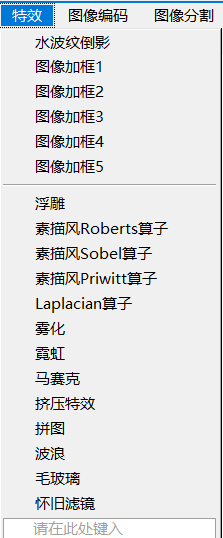 特效 图像编码 图像分割
水波纹倒影
图像加框1
图像加框2
图像加框3
图像加框4
图像加框5
浮雕
素描风Roberts算子
素描风Sobel算子
素描风Priwitt算子
Laplacian算子
雾化
霓虹
马赛克
挤压特效
拼图
波浪
毛玻璃
怀旧滤镜
请在此处键入